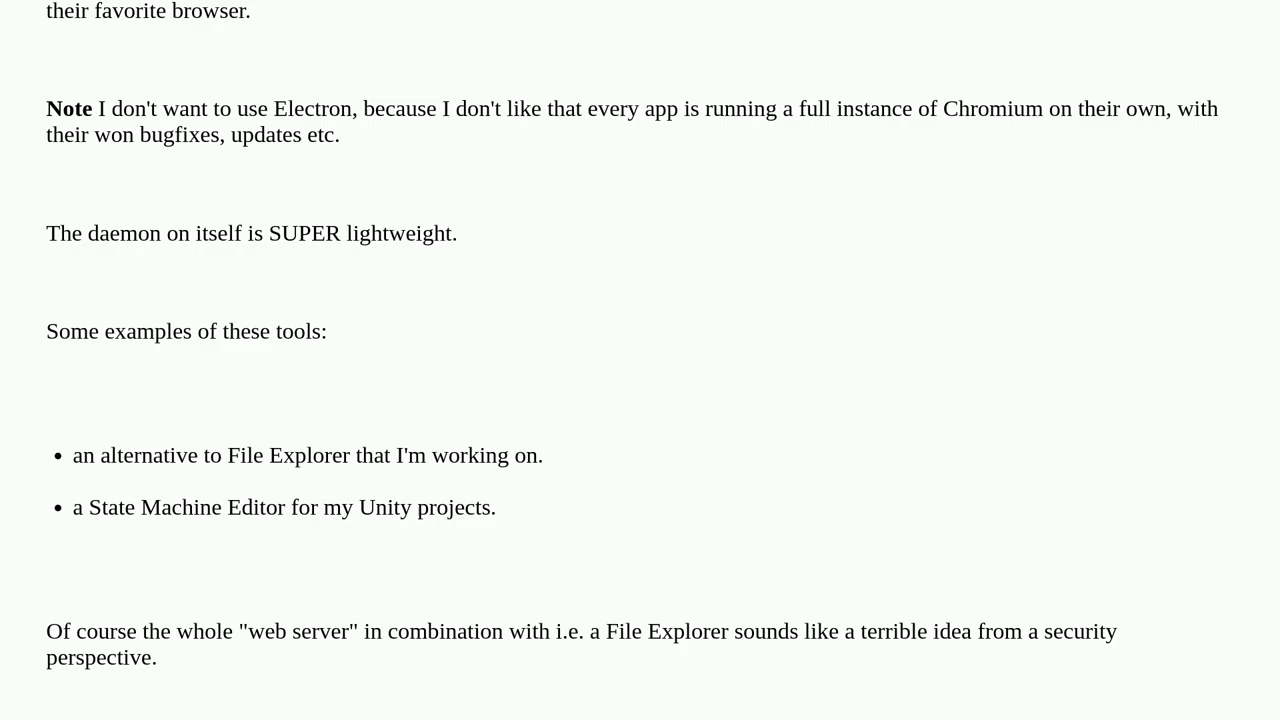 their favorite browser.
Note I don't want to use Electron, because I don't like that every app is running a full instance of Chromium on their own, with
their won bugfixes, updates etc.
The daemon on itself is SUPER lightweight.
Some examples of these tools:
• an alternative to File Explorer that I'm working on.
• a State Machine Editor for my Unity projects.
Of course the whole "web server" in combination with i.e. a File Explorer sounds like a terrible idea from a security
perspective.